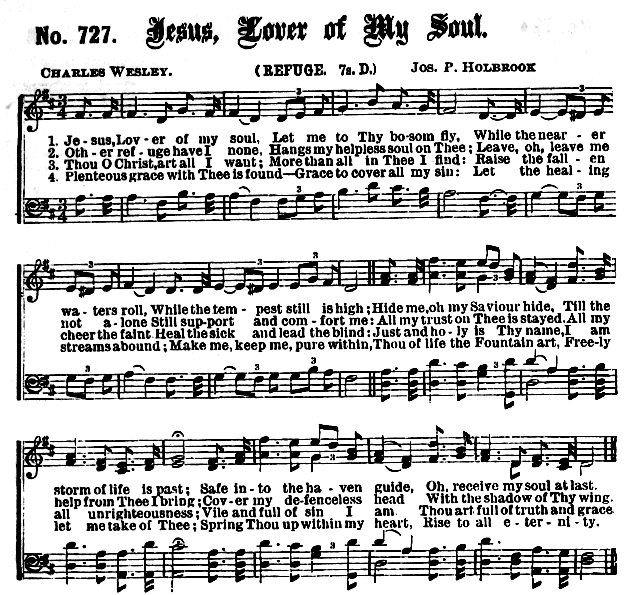 No. 727. Jesus, Lover of My Soul.
CHARLES WESLEY. (REFUGE. 7s. D.) JOS. P. HOLBROOK
1. Je-sus, Lov-er of my soul, Let me to Thy bo-som fly, While the near-er
2. Oth-er ref-uge have I none, Hangs my helpless soul on Thee; Leave, oh, leave me
3. Thou O Christ, art all I want; More than all in Thee I find: Raise the fall-en
4. Plenteous grace with Thee is found—Grace to cover all my sin: Let the heal-ing
wa-ters roll, While the tem-pest still is high; Hide me, oh my Saviour hide, Till the
not a-lone Still sup-port and com-fort me: All my trust on Thee is stayed. All my
cheer the faint Heal the sick and lead the blind: Just and ho-ly is Thy name, I am
streams abound; Make me, keep me, pure within, Thou of life the Fountain art, Free-ly
storm of life is past; Safe in-to the ha-ven guide, Oh, receive my soul at last.
help from Thee I bring; Cov-er my de-fenceless head With the shadow of Thy wing.
all unrighteousness; Vile and full of sin I am Thou art full of truth and grace
let me take of Thee; Spring Thou up within my heart, Rise to all e-ter-ni-ty.